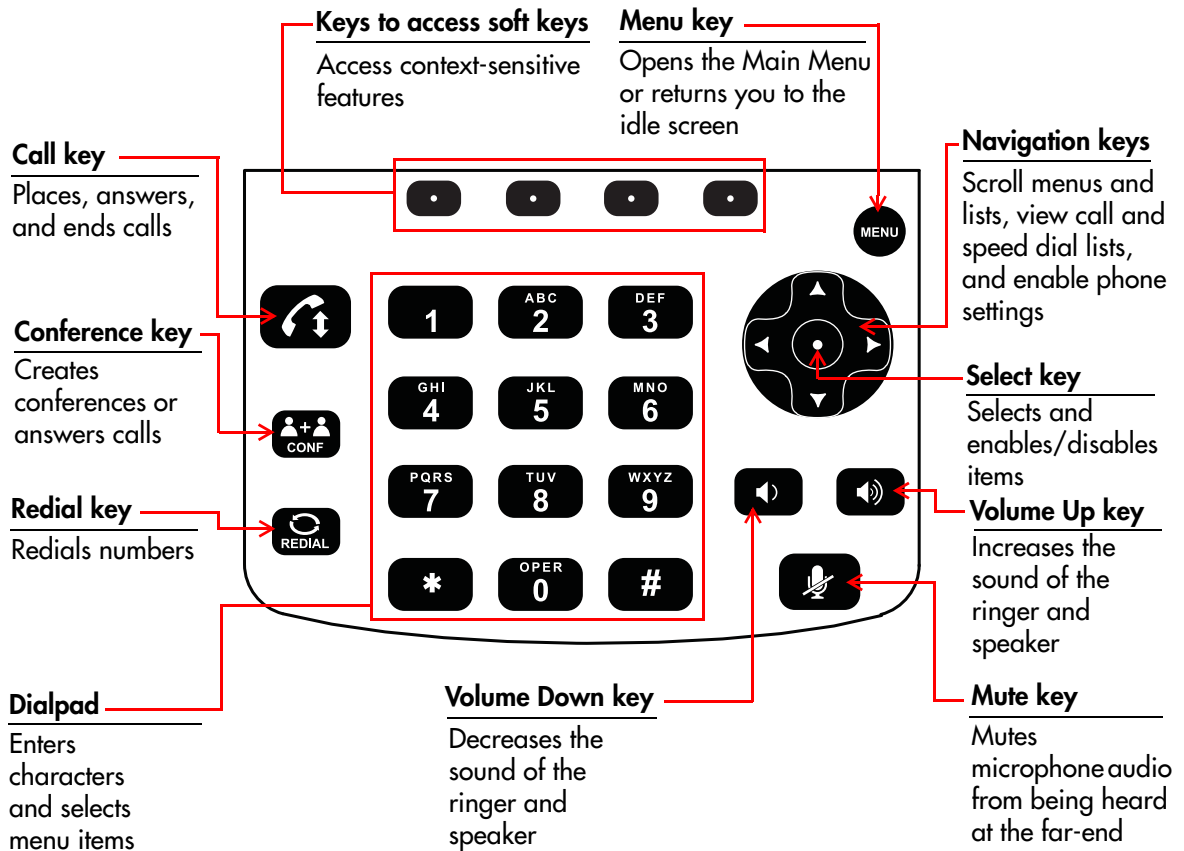 Keys to access soft keys
Access context-sensitive
features
Menu key
Opens the Main Menu
or returns you to the
idle screen
Call key
Places, answers,
and ends calls
Navigation keys
Scroll menus and
lists, view call and
speed dial lists,
and enable phone
settings
MENU
1
ABC
2
DEF
3
Conference key
Creates
conferences or
answers calls
GHI
4
JKL
5
MNO
6
CONF
Select key
Selects and
enables/disables
items
Redial key
Redials numbers
REDIAL
PQRS
7
TUV
8
WXYZ
9
*
OPER
0
#
Volume Up key
Increases the
sound of the
ringer and
speaker
Dialpad
Enters
characters
and selects
menu items
Volume Down key
Decreases the
sound of the
ringer and
speaker
Mute key
Mutes
microphone audio
from being heard
at the far-end